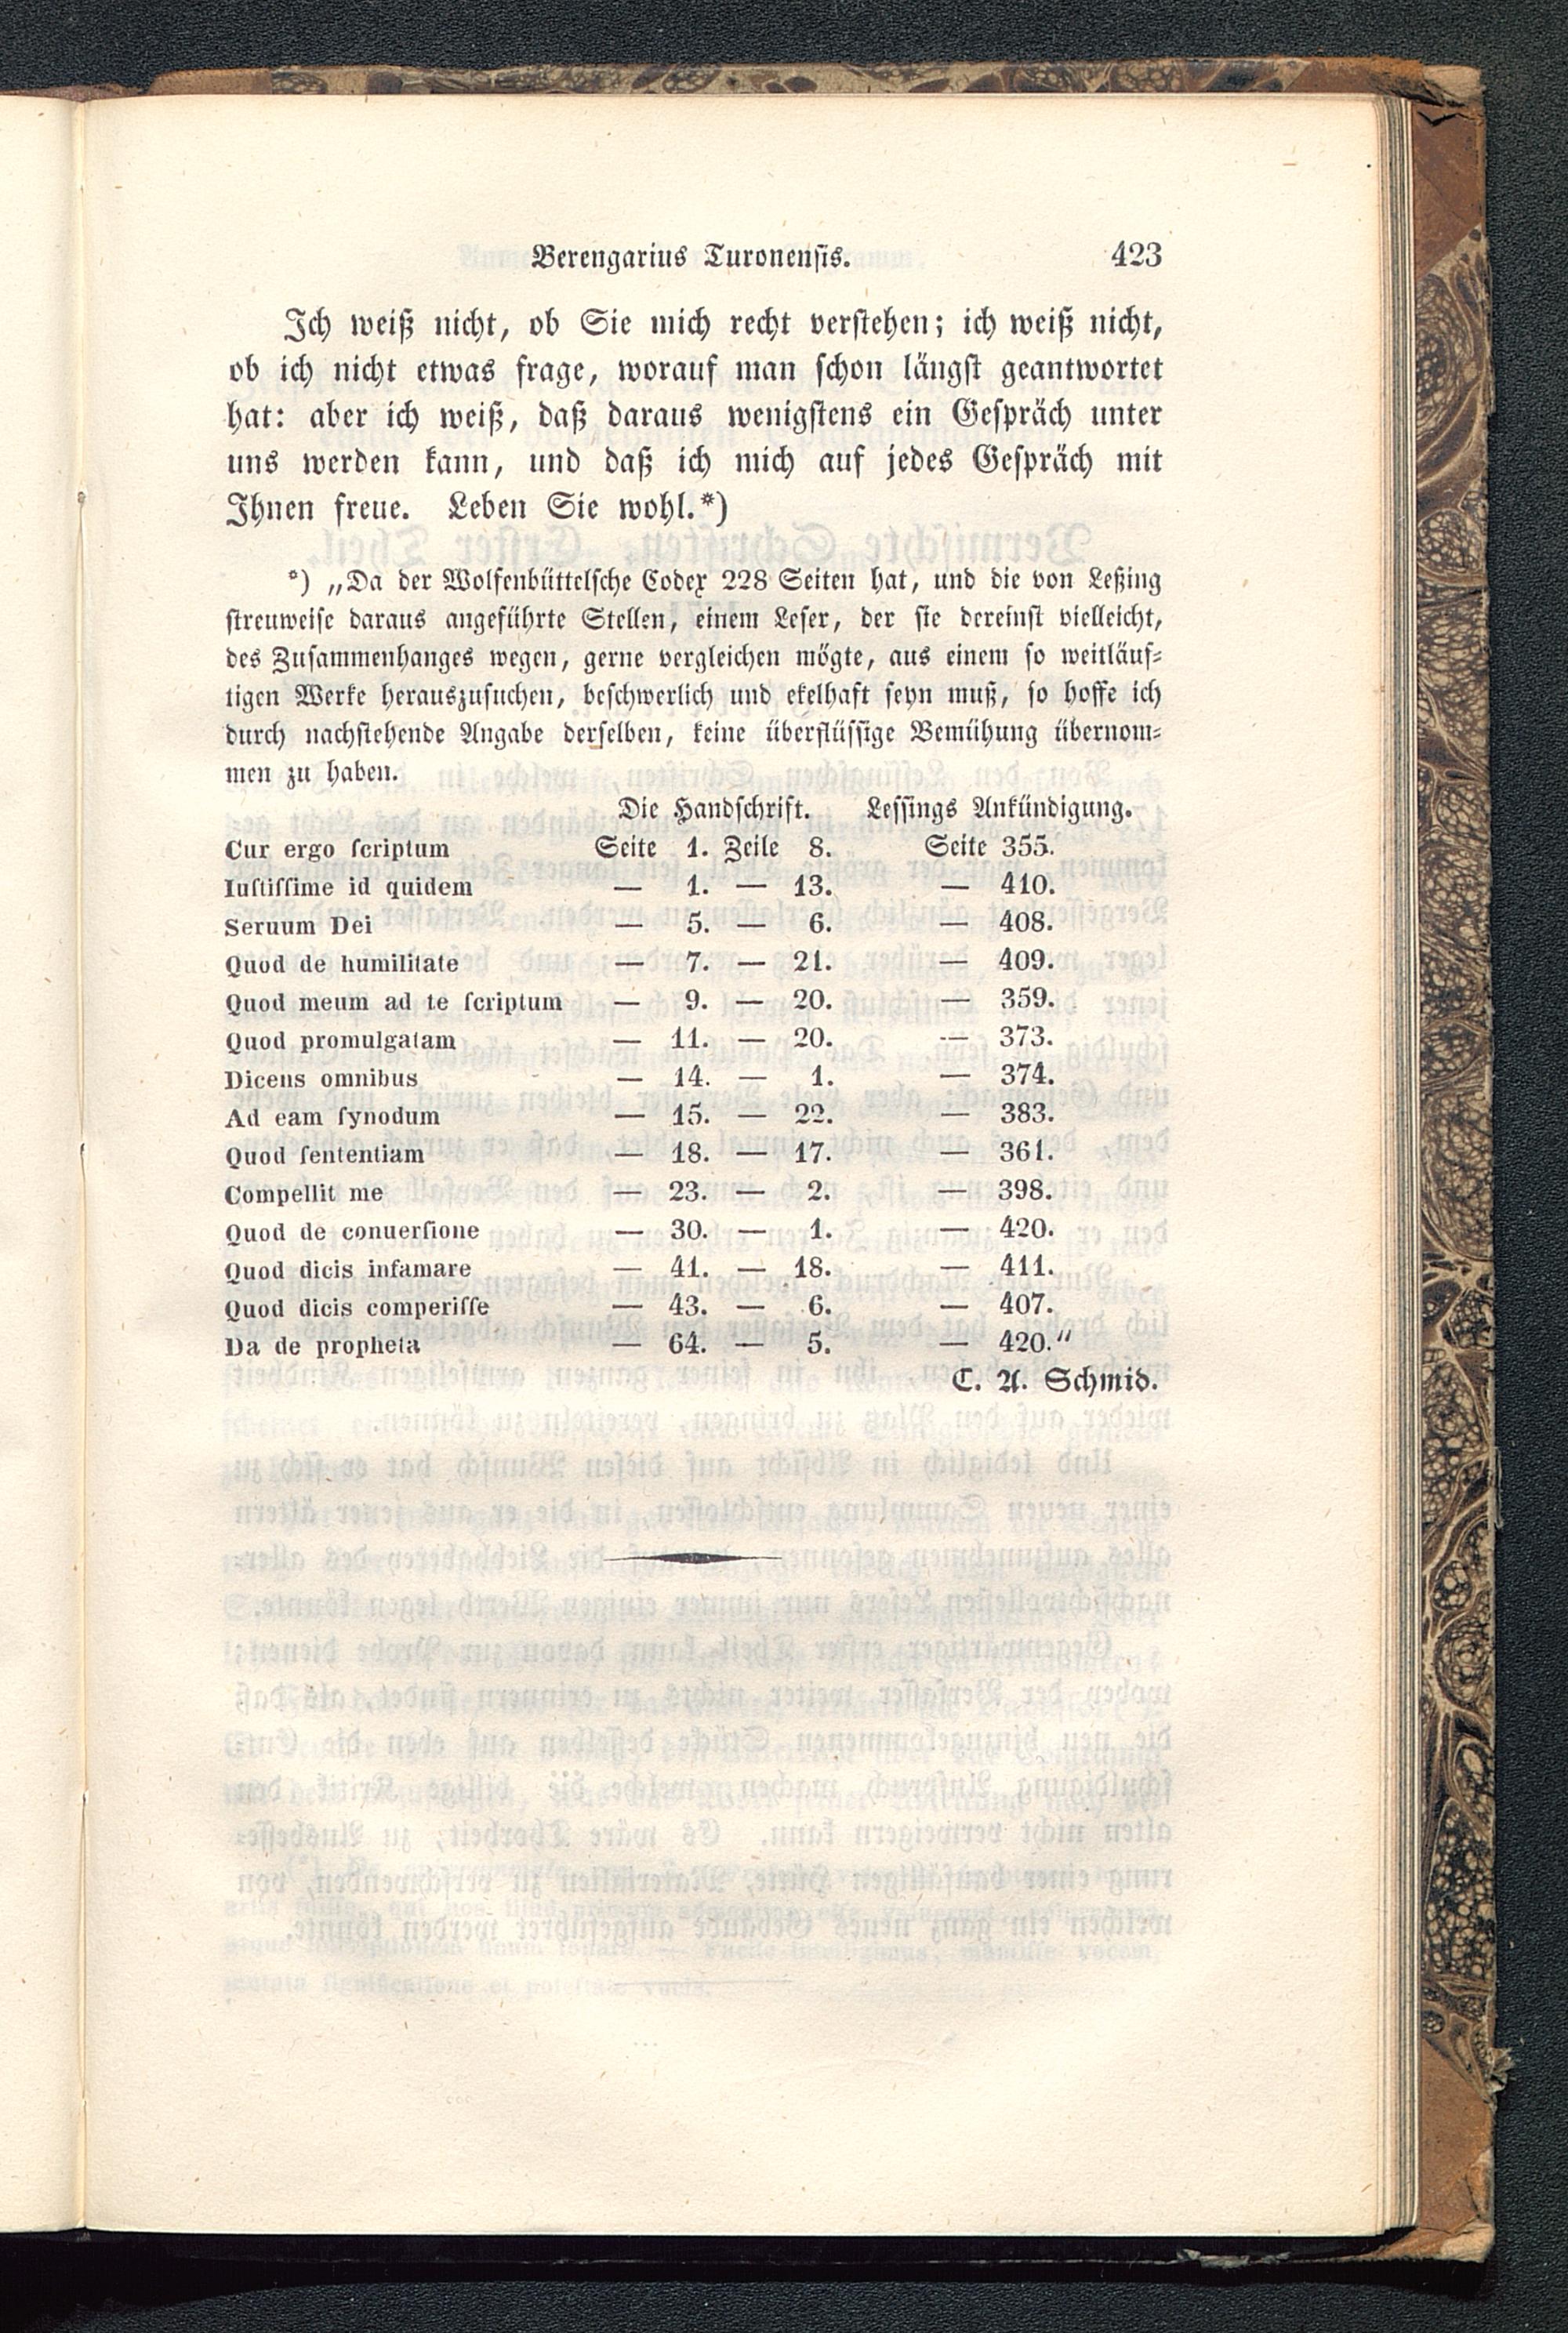 Berengarius Turonensis. 423
Ich weiß nicht, ob Sie mich recht verstehen; ich weiß nicht,
ob ich nicht etwas frage, worauf man schon längst geantwortet
hat: aber ich weiß, daß daraus wenigstens ein Gespräch unter
uns werden kann, und daß ich mich auf jedes Gespräch mit
Ihnen freue. Leben Sie wohl.*)
*) „Da der Wolfenbüttelsche Codex 228 Seiten hat, und die von Leßing
streuweise daraus angeführte Stellen, einem Leser, der sie dereinst vielleicht,
des Zusammenhanges wegen, gerne vergleichen mögte, aus einem so weitläuf-
tigen Werke herauszusuchen, beschwerlich und ekelhaft seyn muß, so hoffe ich
durch nachstehende Angabe derselben, keine überflüssige Bemühung übernom-
men zu haben.
Die Handschrift. Lessings Ankündigung.
Cur ergo ſcriptum Seite 1. Zeile 8. Seite 355.
Iuſtiſſime id quidem — 1. — 13. — 410.
Seruum Dei — 5. — 6. — 408.
Quod de humilitate — 7. — 21. — 409.
Quod meum ad te ſcriptum — 9. — 20. — 359.
Quod promulgatam — 11. — 20. — 373.
Dicens omnibus — 14. — 1. — 374.
Ad eam ſynodum — 15. — 22. — 383.
Quod ſententiam — 18. — 17. — 361.
Compellit me — 23. — 2. — 398.
Quod de conuerſione — 30. — 1. — 420.
Quod dicis infamare — 41. — 18. — 411.
Quod dicis comperiſſe — 43. — 6. — 407.
Da de propheta — 64. — 5. — 420.“
C. A. Schmid.